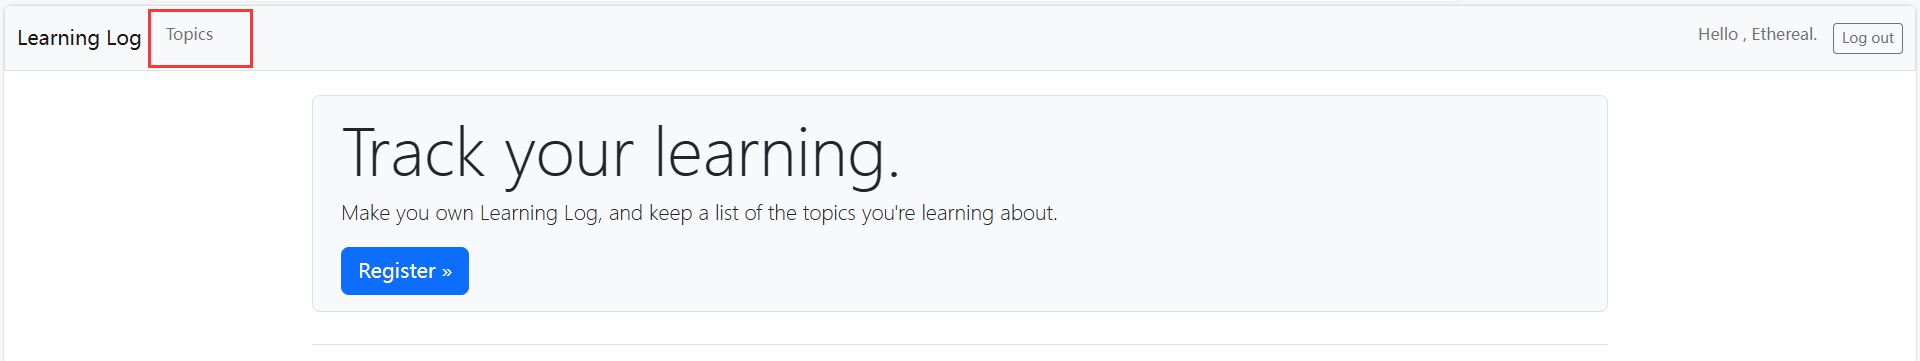 Learning Log Topics Hello , Ethereal. Log out
Track your learning.
Make you own Learning Log, and keep a list of the topics you're learning about.
Register »